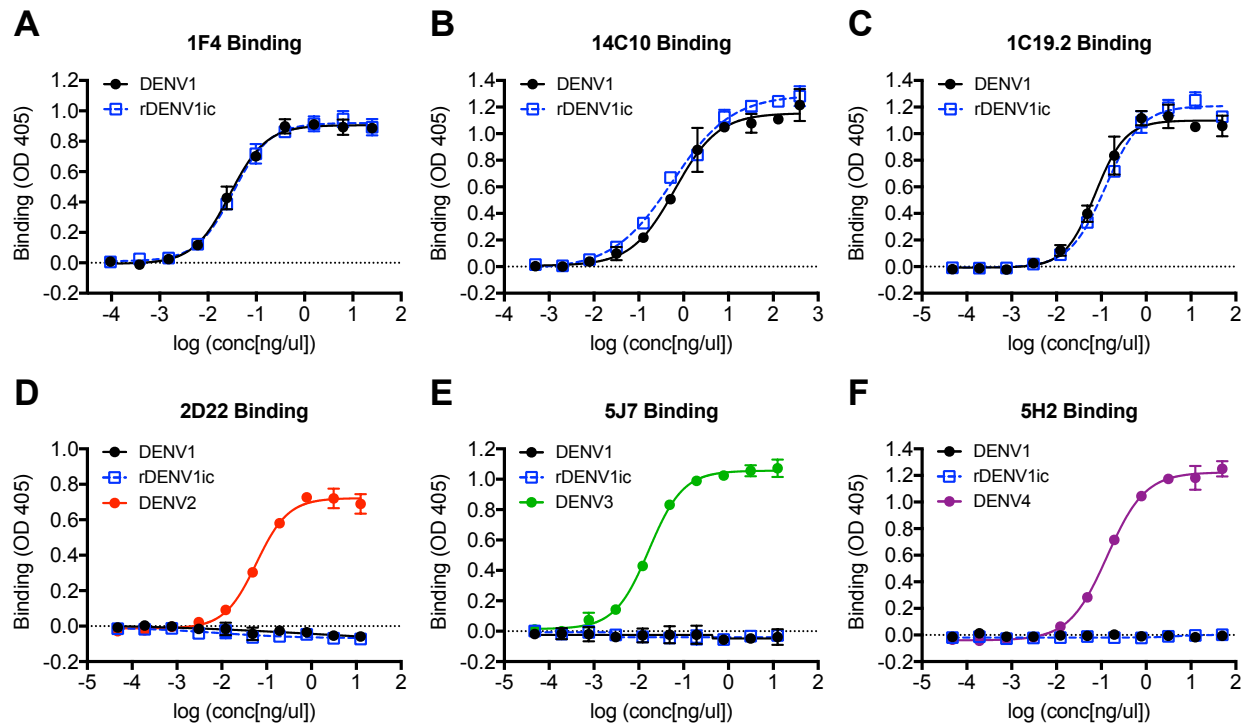 A
1F4 Binding
DENV1
rDENV1ic
Binding (OD 405)
1.2
1.0
0.8
0.6
0.4
0.2
0.0
-0.2
-4 -3 -2 -1 0 1 2
log (conc[ng/ul])
B
14C10 Binding
DENV1
rDENV1ic
Binding (OD 405)
1.4
1.2
1.0
0.8
0.6
0.4
0.2
0.0
-0.2
-5 -4 -3 -2 -1 0 1 2 3
log (conc[ng/ul])
C
1C19.2 Binding
DENV1
rDENV1ic
Binding (OD 405)
1.4
1.2
1.0
0.8
0.6
0.4
0.2
0.0
-0.2
-5 -4 -3 -2 -1 0 1 2
log (conc[ng/ul])
D
2D22 Binding
DENV1
rDENV1ic
DENV2
Binding (OD 405)
1.0
0.8
0.6
0.4
0.2
0.0
-0.2
-5 -4 -3 -2 -1 0 1 2
log (conc[ng/ul])
E
5J7 Binding
DENV1
rDENV1ic
DENV3
Binding (OD 405)
1.2
1.0
0.8
0.6
0.4
0.2
0.0
-0.2
-5 -4 -3 -2 -1 0 1 2
log (conc[ng/ul])
F
5H2 Binding
DENV1
rDENV1ic
DENV4
Binding (OD 405)
1.4
1.2
1.0
0.8
0.6
0.4
0.2
0.0
-0.2
-5 -4 -3 -2 -1 0 1 2
log (conc[ng/ul])